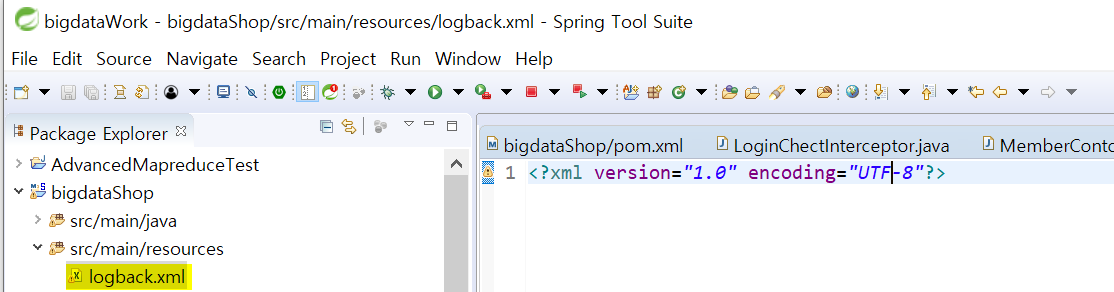 bigdataWork - bigdataShop/src/main/resources/logback.xml - Spring Tool Suite
File Edit Source Navigate Search Project Run Window Help
Package Explorer
bigdataShop/pom.xml LoginChectInterceptor.java MemberConto
AdvancedMapreduceTest
1 <?xml version="1.0" encoding="UTF-8"?>
bigdataShop
src/main/java
src/main/resources
logback.xml